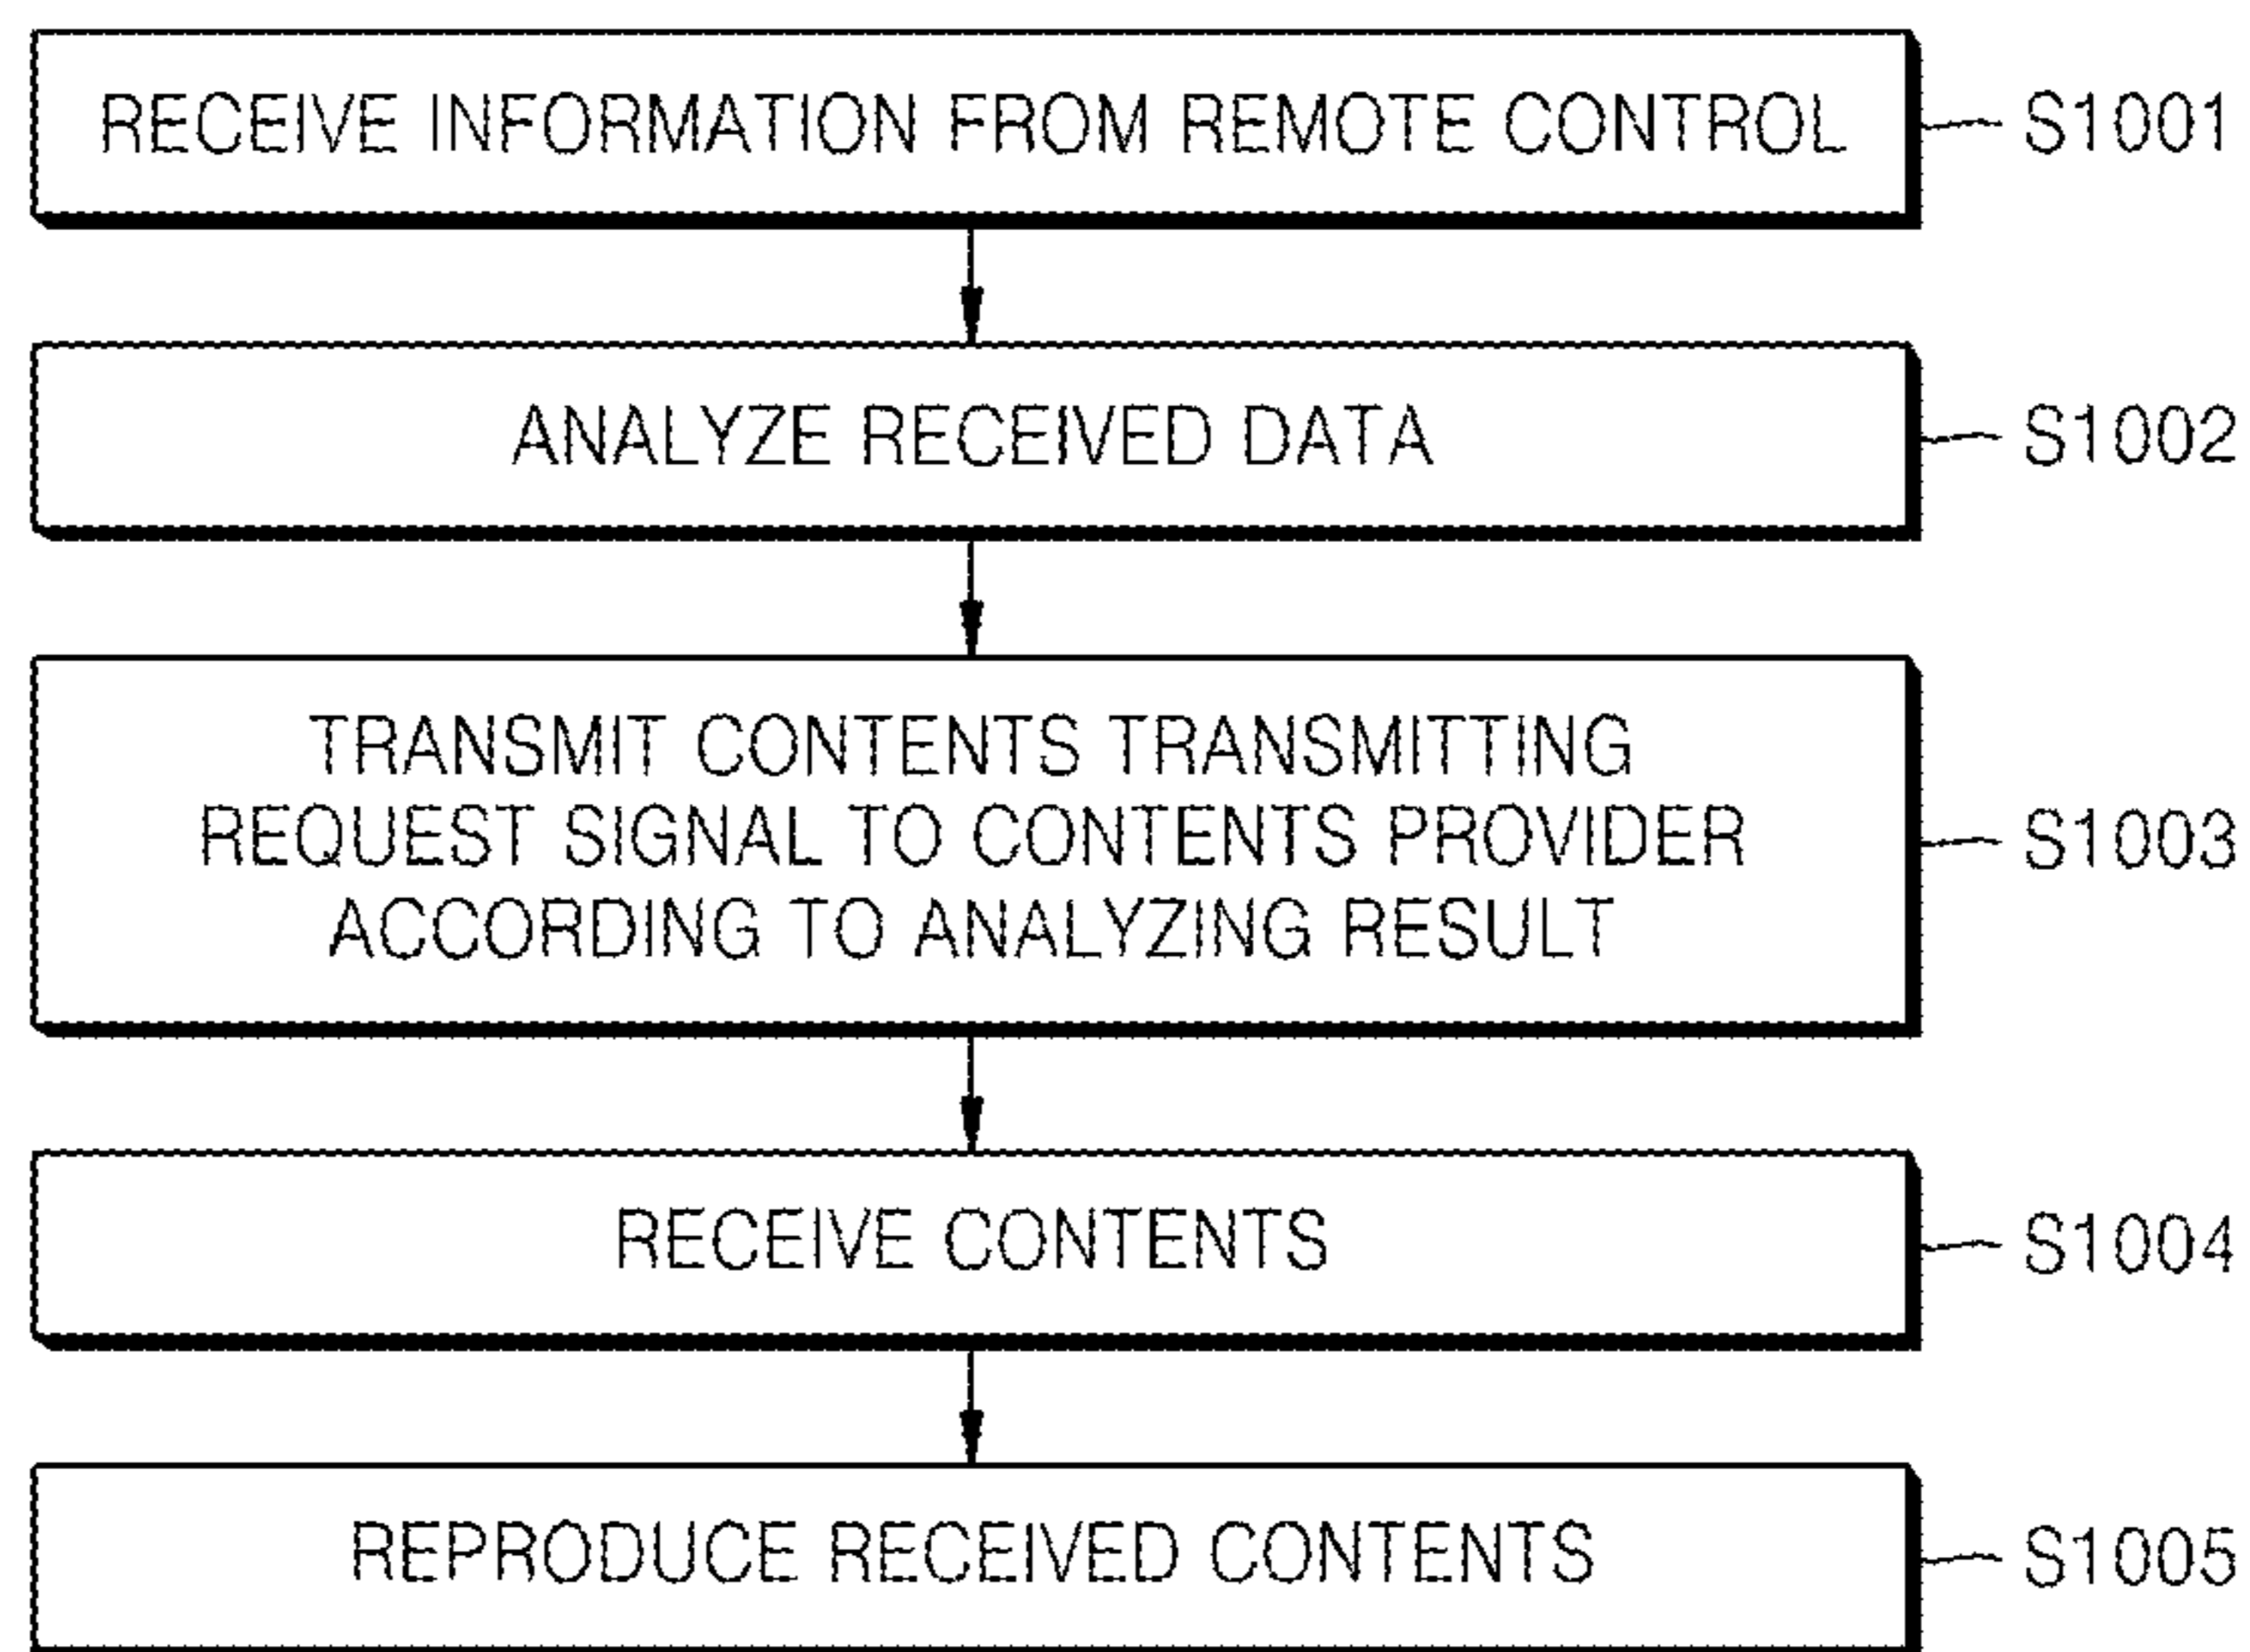 RECEIVE INFORMATION FROM REMOTE CONTROL S1001
ANALYZE RECEIVED DATA S1002
TRANSMIT CONTENTS TRANSMITTING
REQUEST SIGNAL TO CONTENTS PROVIDER S1003
ACCORDING TO ANALYZING RESULT
RECEIVE CONTENTS S1004
REPRODUCE RECEIVED CONTENTS S1005